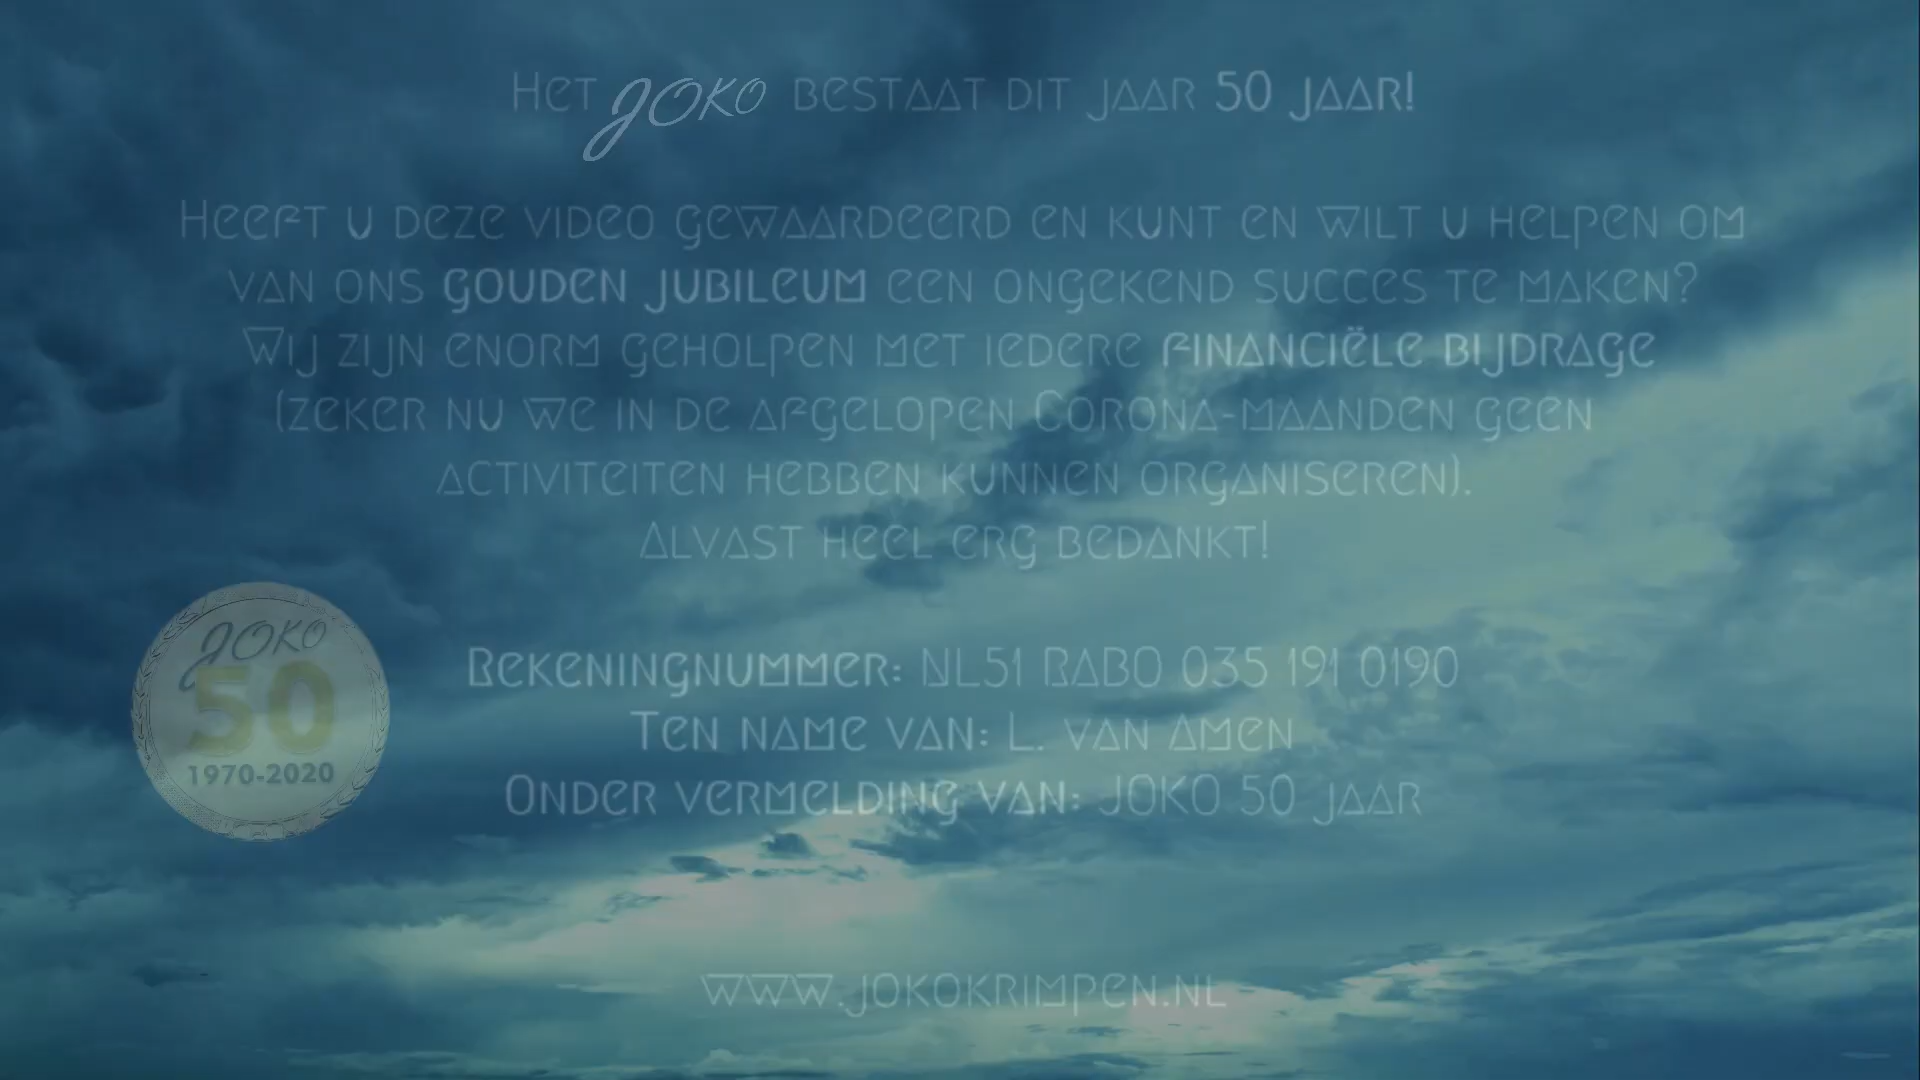 Het JOKO bestaat dit jaar 50 jaar!
Heeft u deze video gewaardeerd en kunt en wilt u helpen om
van ons gouden jubileum een ongekend succes te maken?
Wij zijn enorm geholpen met iedere financiële bijdrage
(zeker nu we in de afgelopen Corona-maanden geen
activiteiten hebben kunnen organiseren).
Alvast heel erg bedankt!
JOKO
50
1970-2020
Rekeningnummer: NL51 RABO 035 191 0190
Ten name van: L. van Amen
Onder vermelding van: JOKO 50 jaar
www.jokokrimpen.nl